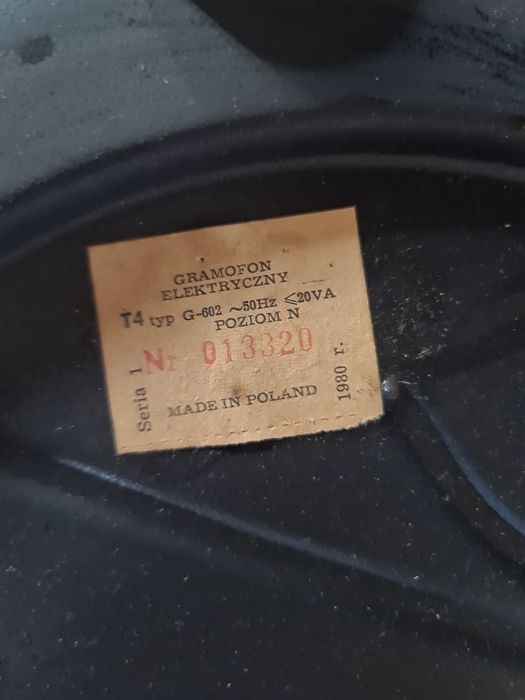 GRAMOFON
ELEKTRYCZNY
T4 typ G-602 ~50Hz ⩽20VA
POZIOM N
Nr 013320
MADE IN POLAND
Seria 1
1980 r.